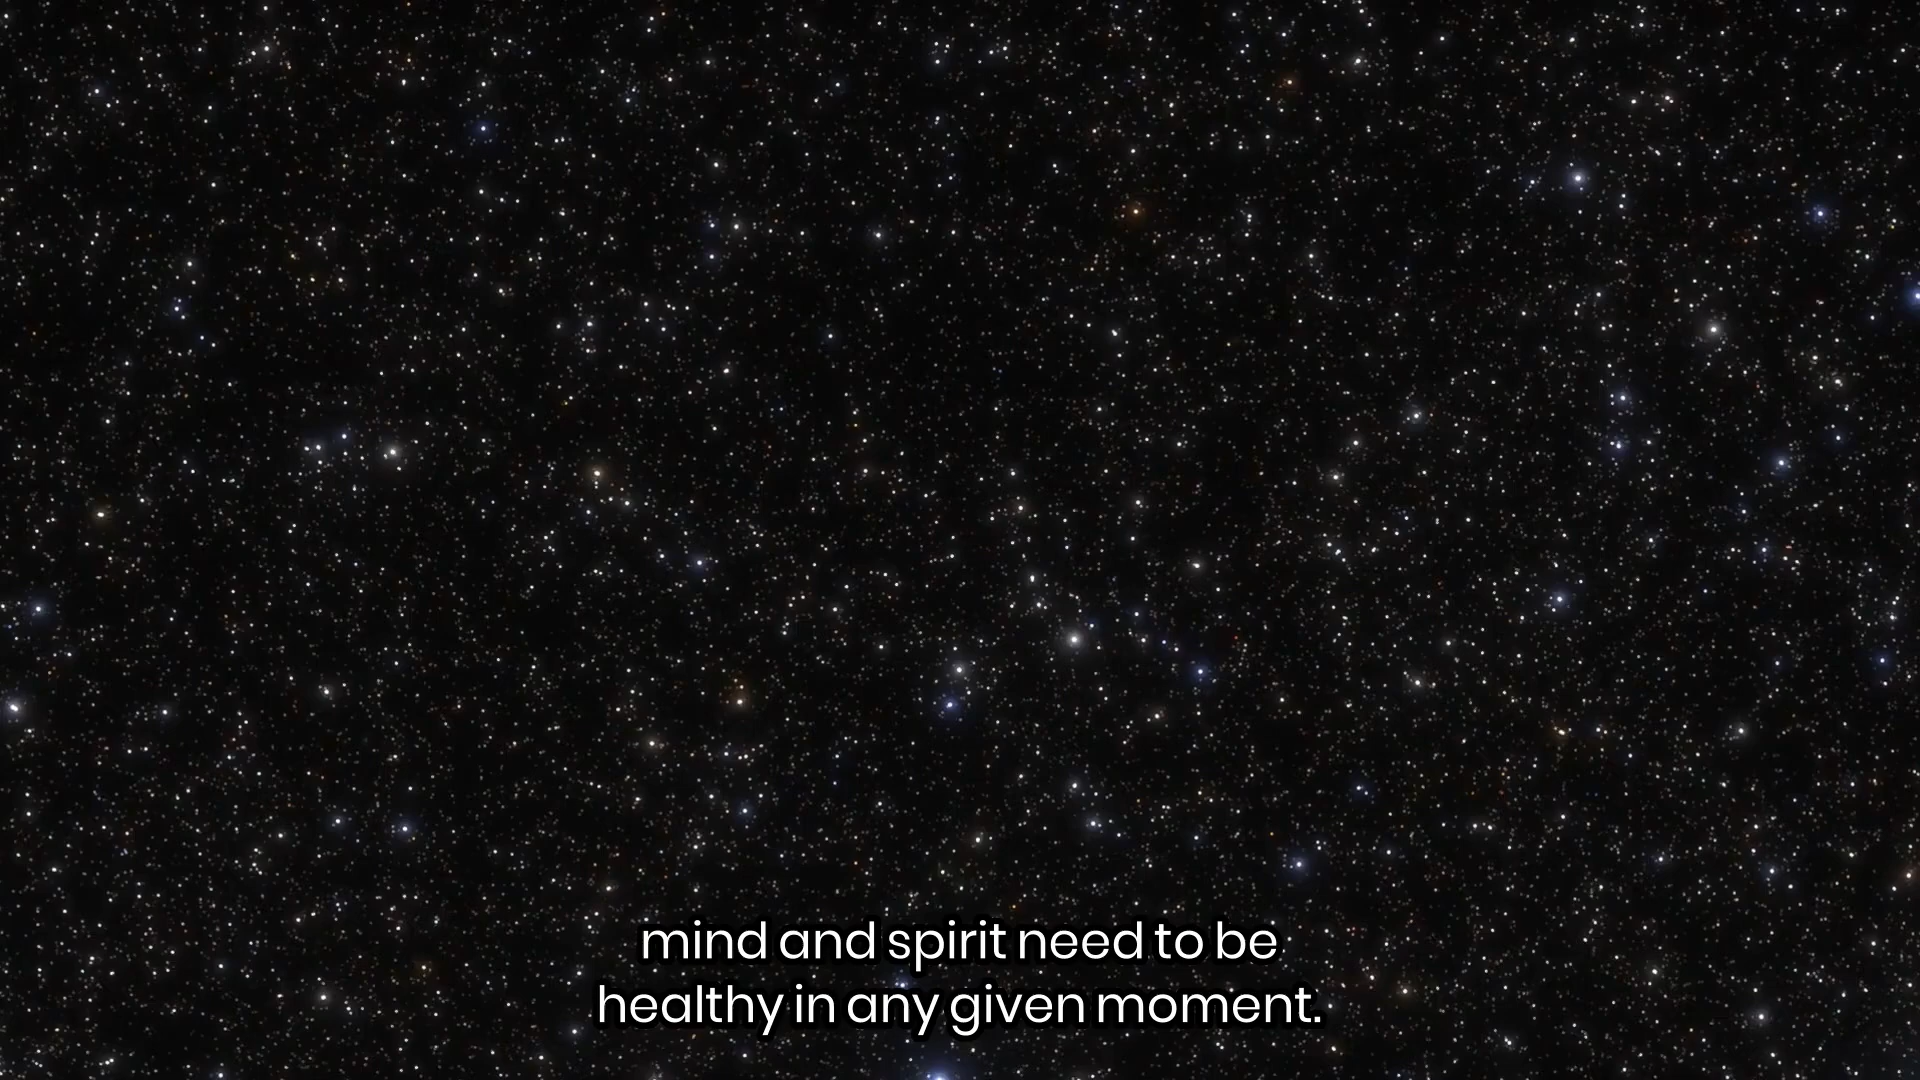 mind and spirit need to be
healthy in any given moment.